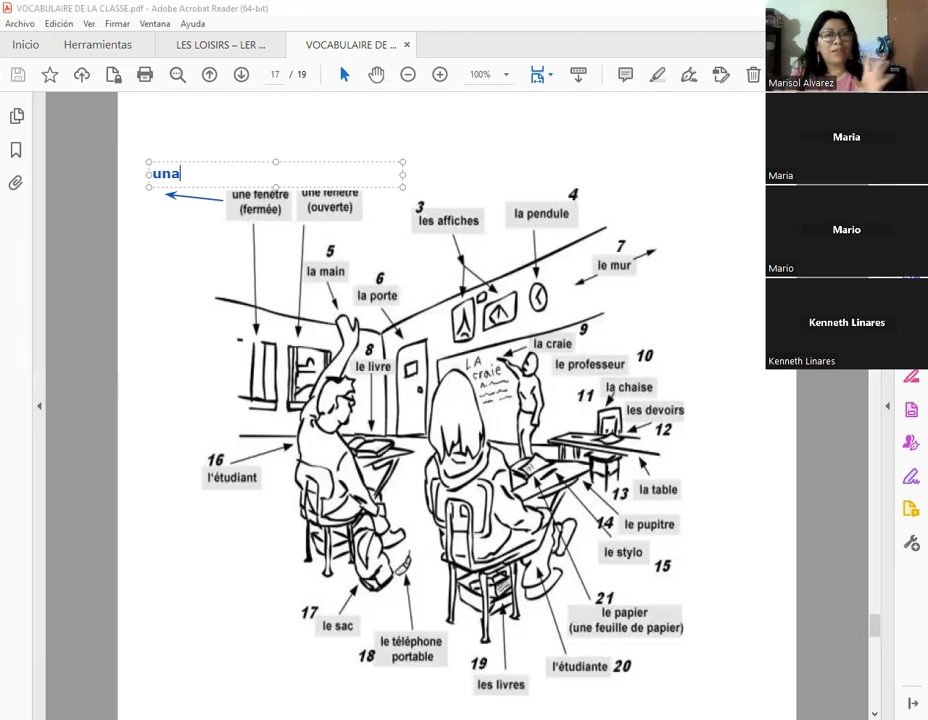 VOCABULAIRE DE LA CLASSE.pdf - Adobe Acrobat Reader (64-bit)
Archivo Edición Ver Firmar Ventana Ayuda
Inicio Herramientas LES LOISIRS – LER ... VOCABULAIRE DE ... ×
17 / 19 100%
Marisol Alvarez
Maria
Maria
Mario
Mario
Kenneth Linares
Kenneth Linares
una
une fenêtre
(fermée)
une fenêtre
(ouverte)
3
les affiches
4
la pendule
5
la main
6
la porte
7
le mur
8
le livre
9
la craie
LA
craie
10
le professeur
11
la chaise
les devoirs
12
13 la table
14 le pupitre
le stylo
15
16
l'étudiant
17
le sac
le téléphone
18 portable
19
les livres
l'étudiante 20
21
le papier
(une feuille de papier)